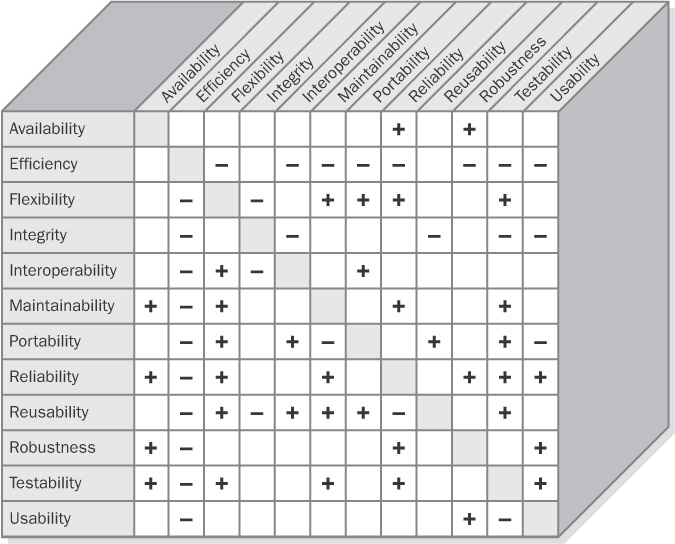 Availability
Efficiency
Flexibility
Integrity
Interoperability
Maintainability
Portability
Reliability
Reusability
Robustness
Testability
Usability
Availability + +
Efficiency – – – – – – – –
Flexibility – – + + + +
Integrity – – – – –
Interoperability – + – +
Maintainability + – + + +
Portability – + + – + + –
Reliability + – + + + + +
Reusability – + – + + + – +
Robustness + – + +
Testability + – + + + +
Usability – + –